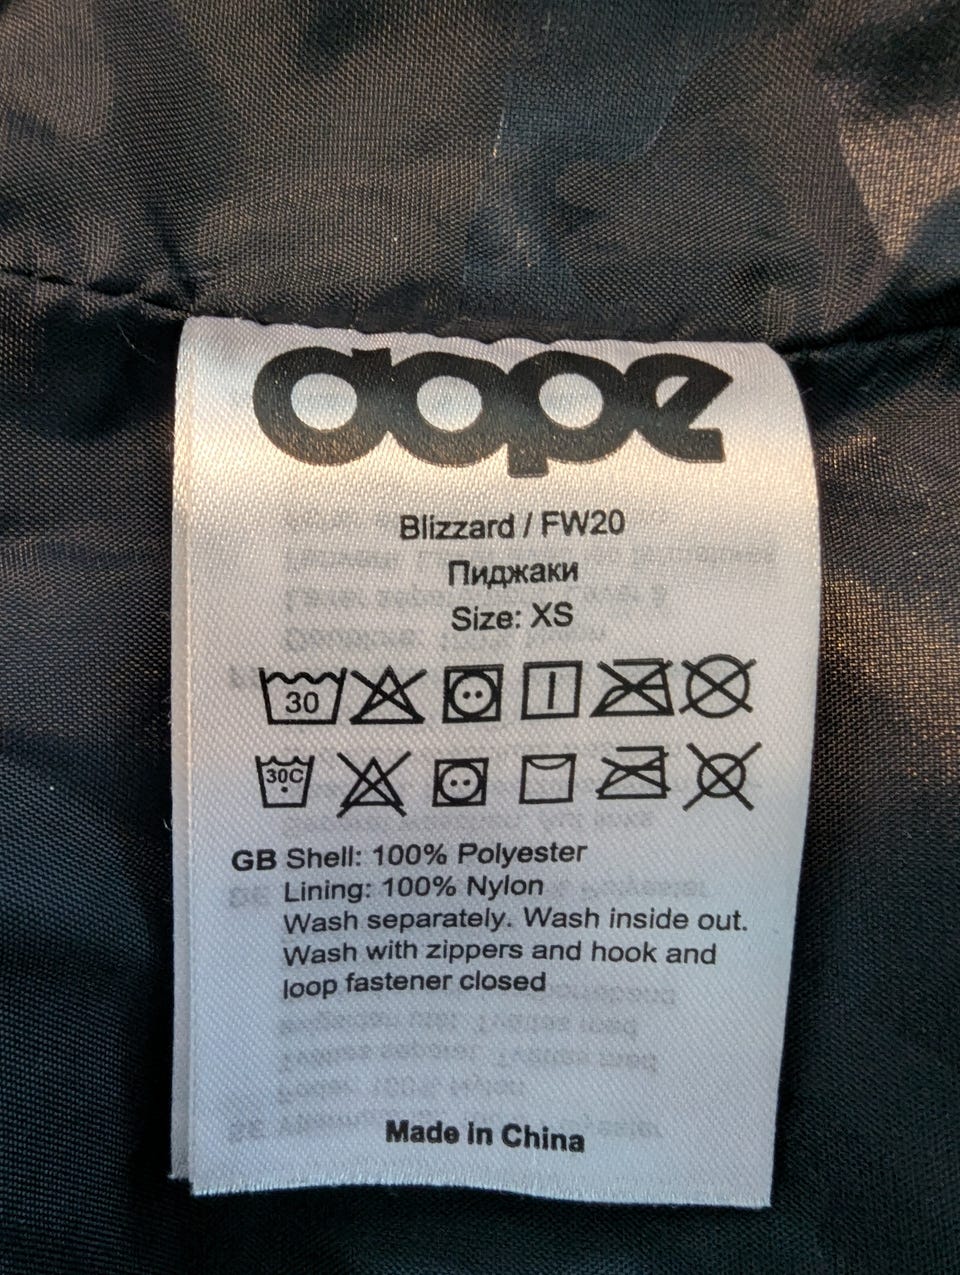 dope
Blizzard / FW20
Пиджаки
Size: XS
30
30C
GB Shell: 100% Polyester
Lining: 100% Nylon
Wash separately. Wash inside out.
Wash with zippers and hook and
loop fastener closed
Made in China